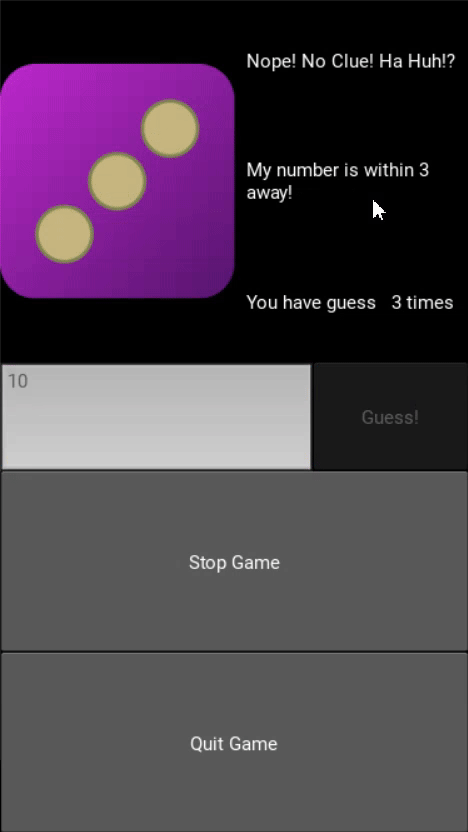 Nope! No Clue! Ha Huh!?
My number is within 3
away!
You have guess 3 times
10
Guess!
Stop Game
Quit Game